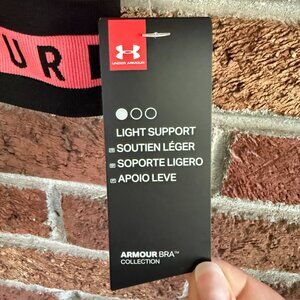 UR
UNDER ARMOUR
LIGHT SUPPORT
SOUTIEN LÉGER
SOPORTE LIGERO
APOIO LEVE
ARMOUR BRA™
COLLECTION